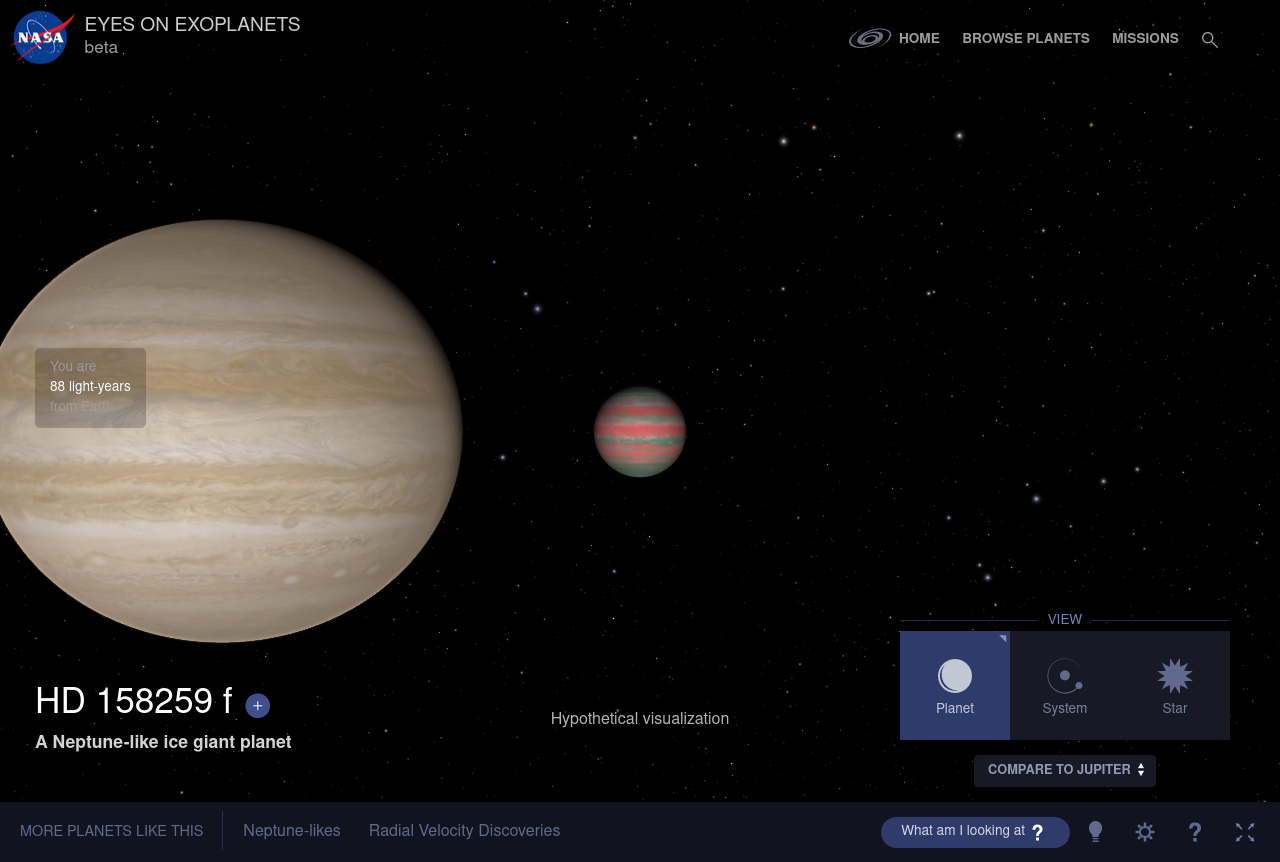 NASA
EYES ON EXOPLANETS
beta
HOME
BROWSE PLANETS
MISSIONS
You are
88 light-years
from Earth
HD 158259 f +
A Neptune-like ice giant planet
Hypothetical visualization
VIEW
Planet
System
Star
COMPARE TO JUPITER
MORE PLANETS LIKE THIS
Neptune-likes
Radial Velocity Discoveries
What am I looking at ?
?